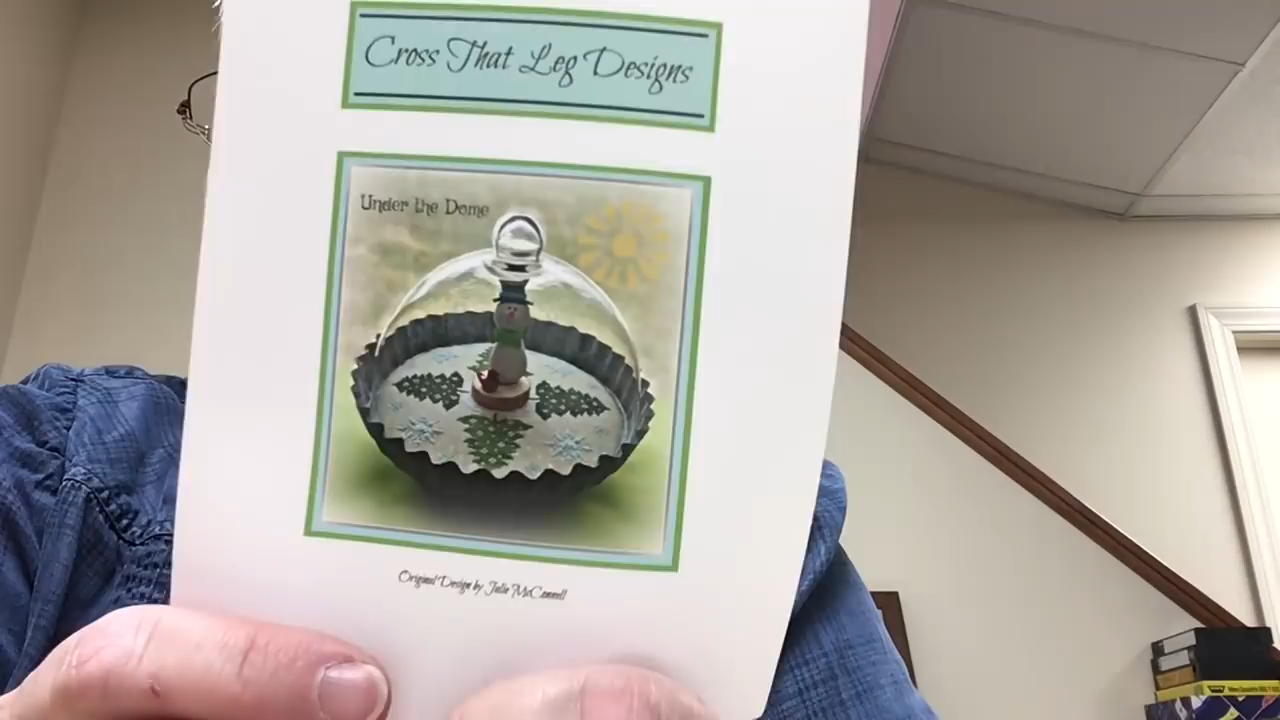 Cross That Leg Designs
Under the Dome
Original Design by Julie McConnell